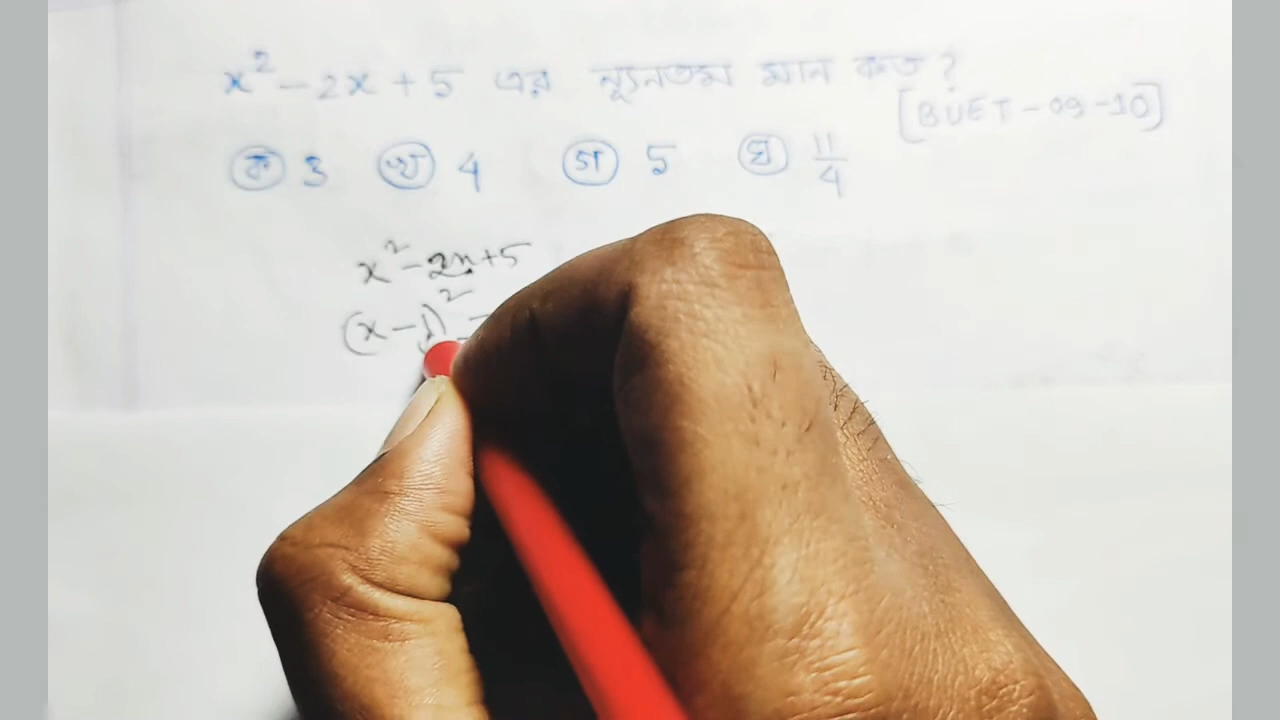 x² - 2x + 5 এর ন্যূনতম মান কত?
[BUET - 09 - 10]
ক 3 খ 4 গ 5 ঘ 11/4
x² - 2x + 5
(x - 1)² -